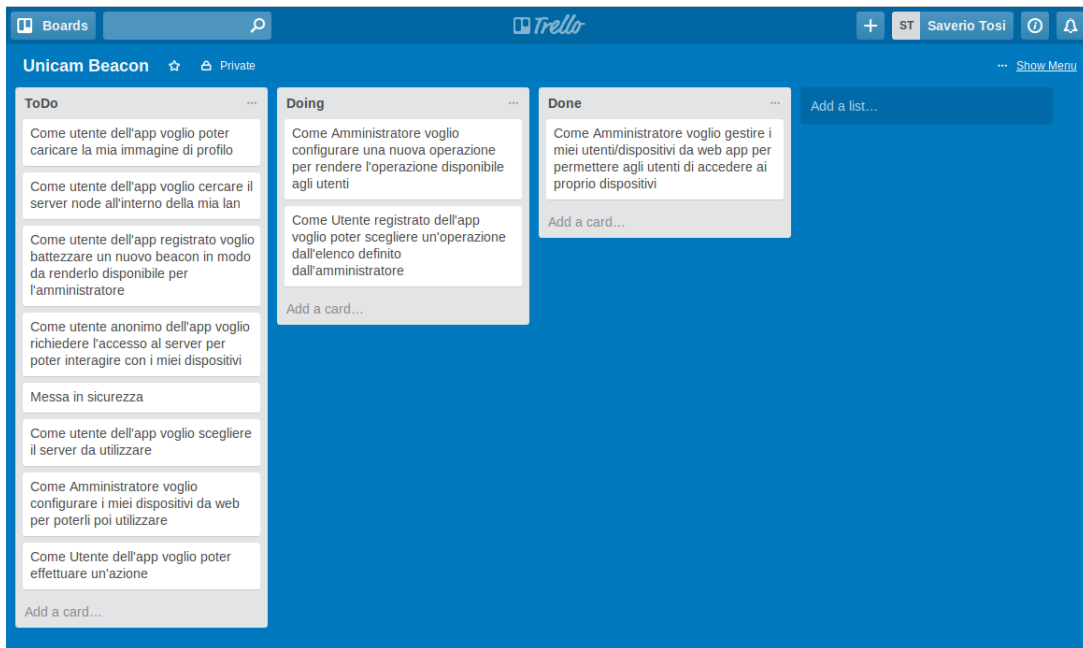 Boards
Trello
ST Saverio Tosi
Unicam Beacon
Private
... Show Menu
ToDo ...
Come utente dell'app voglio poter
caricare la mia immagine di profilo
Come utente dell'app voglio cercare il
server node all'interno della mia lan
Come utente dell'app registrato voglio
battezzare un nuovo beacon in modo
da renderlo disponibile per
l'amministratore
Come utente anonimo dell'app voglio
richiedere l'accesso al server per
poter interagire con i miei dispositivi
Messa in sicurezza
Come utente dell'app voglio scegliere
il server da utilizzare
Come Amministratore voglio
configurare i miei dispositivi da web
per poterli poi utilizzare
Come Utente dell'app voglio poter
effettuare un'azione
Add a card…
Doing ...
Come Amministratore voglio
configurare una nuova operazione
per rendere l'operazione disponibile
agli utenti
Come Utente registrato dell'app
voglio poter scegliere un'operazione
dall'elenco definito
dall'amministratore
Add a card…
Done ...
Come Amministratore voglio gestire i
miei utenti/dispositivi da web app per
permettere agli utenti di accedere ai
proprio dispositivi
Add a card…
Add a list…